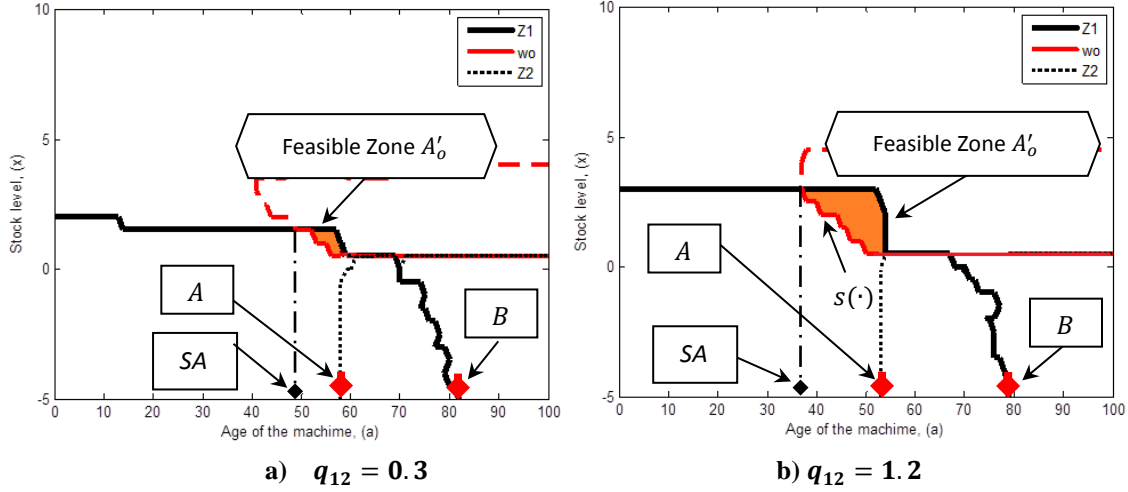 10
5
0
-5
Stock level, (x)
Z1
wo
Z2
Feasible Zone A′ₒ
A
SA
B
0 10 20 30 40 50 60 70 80 90 100
Age of the machime, (a)
a) q₁₂ = 0.3
10
5
0
-5
Stock level, (x)
Z1
wo
Z2
Feasible Zone A′ₒ
A
s(·)
SA
B
0 10 20 30 40 50 60 70 80 90 100
Age of the machime, (a)
b) q₁₂ = 1.2